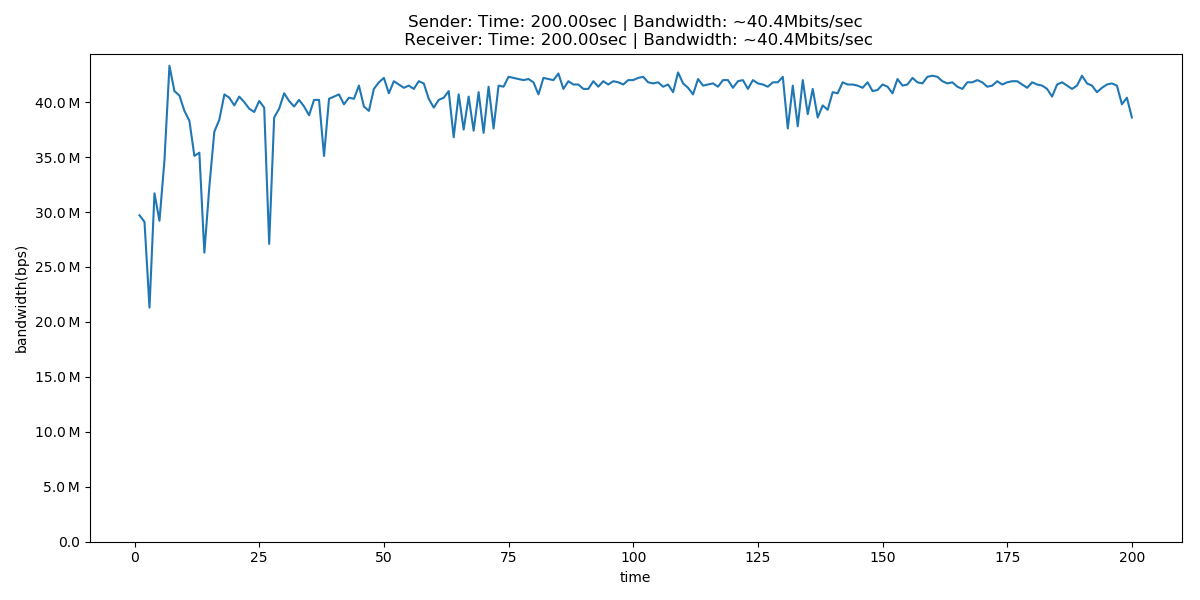 Sender: Time: 200.00sec | Bandwidth: ~40.4Mbits/sec
Receiver: Time: 200.00sec | Bandwidth: ~40.4Mbits/sec
40.0 M
35.0 M
30.0 M
25.0 M
20.0 M
15.0 M
10.0 M
5.0 M
0.0
bandwidth(bps)
0 25 50 75 100 125 150 175 200
time